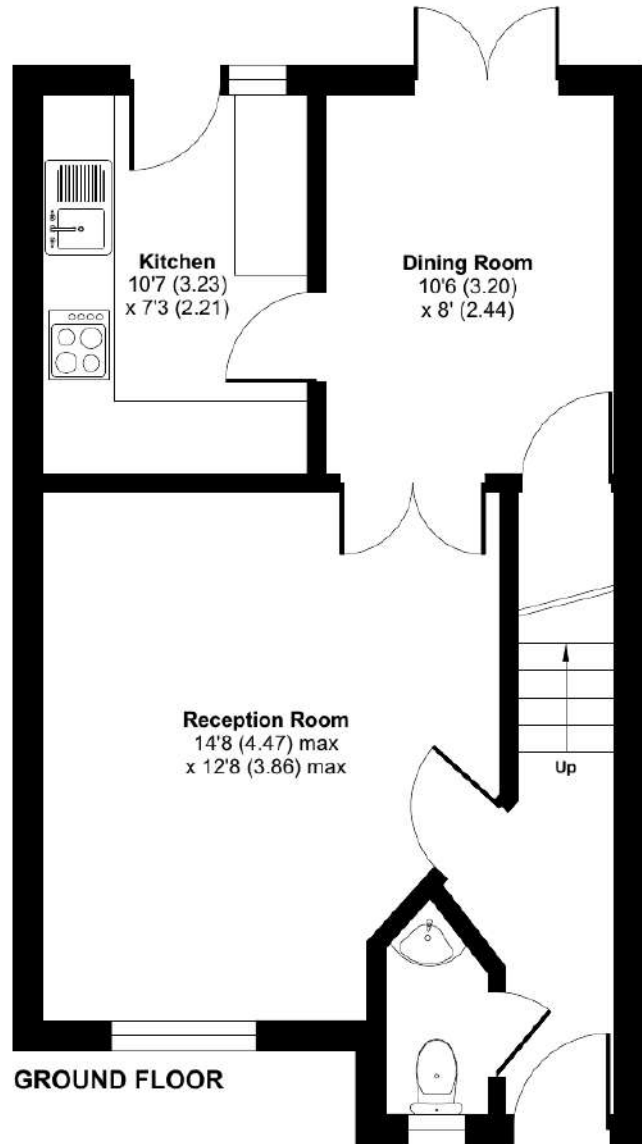 Kitchen
10'7 (3.23)
x 7'3 (2.21)
Dining Room
10'6 (3.20)
x 8' (2.44)
Reception Room
14'8 (4.47) max
x 12'8 (3.86) max
Up
GROUND FLOOR